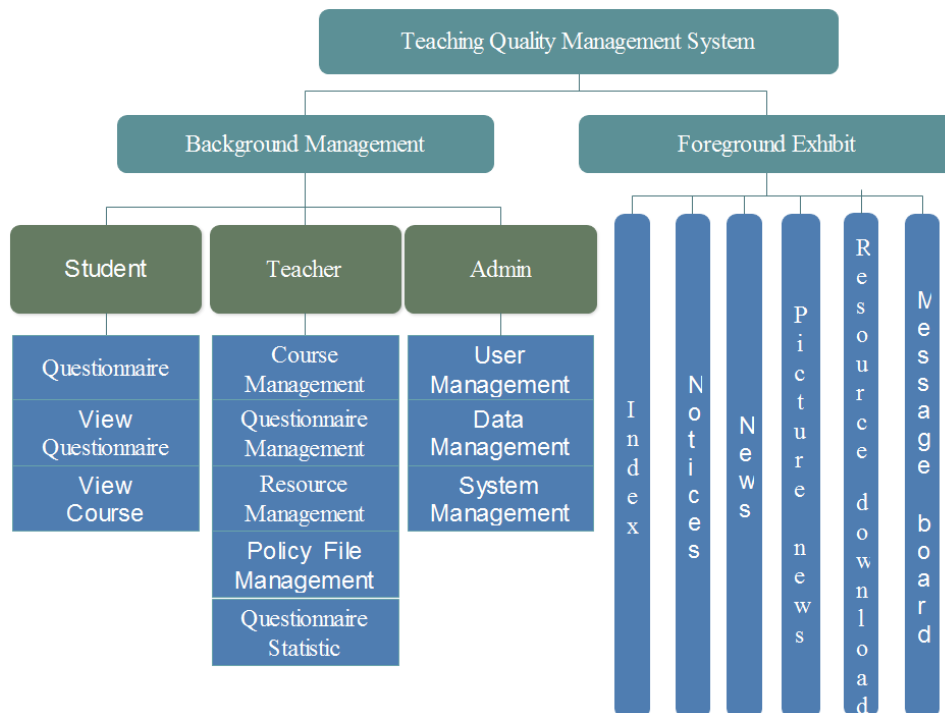 Teaching Quality Management System
Background Management
Foreground Exhibit
Student
Teacher
Admin
Questionnaire
View
Questionnaire
View
Course
Course
Management
Questionnaire
Management
Resource
Management
Policy File
Management
Questionnaire
Statistic
User
Management
Data
Management
System
Management
Index
Notices
News
Picture news
Resource download
Message board